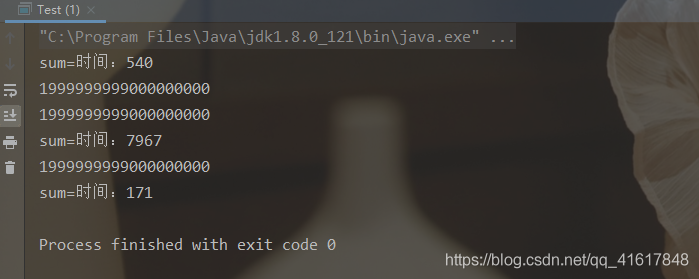 Test (1)
"C:\Program Files\Java\jdk1.8.0_121\bin\java.exe" ...
sum=时间：540
1999999999000000000
1999999999000000000
sum=时间：7967
1999999999000000000
sum=时间：171
Process finished with exit code 0
https://blog.csdn.net/qq_41617848